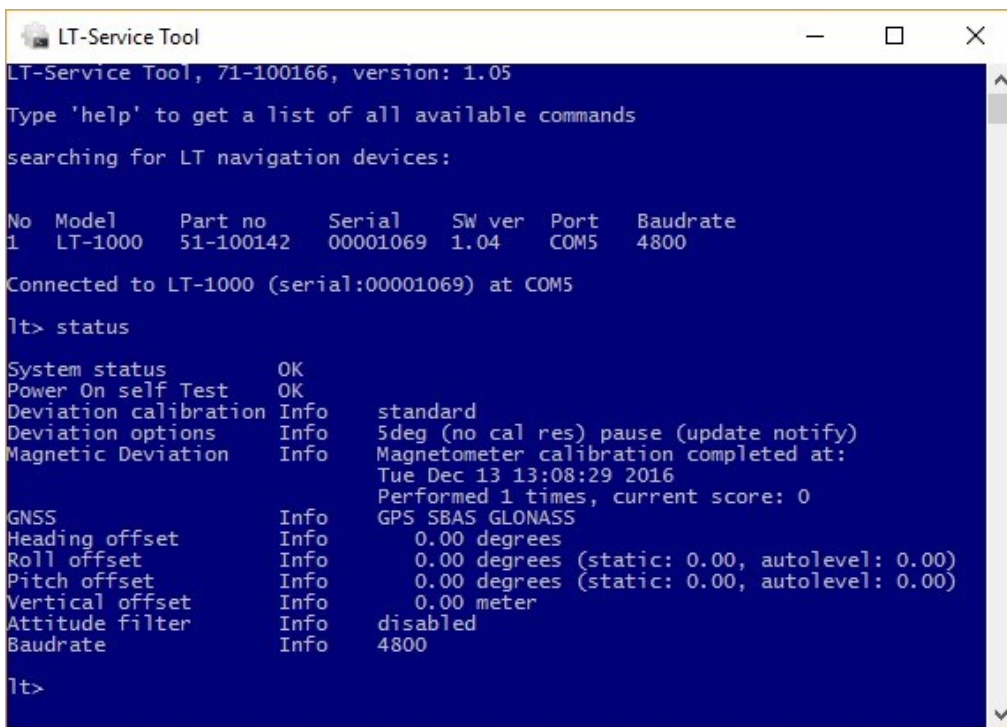 LT-Service Tool
LT-Service Tool, 71-100166, version: 1.05
Type 'help' to get a list of all available commands
searching for LT navigation devices:
No Model Part no Serial SW ver Port Baudrate
1 LT-1000 51-100142 00001069 1.04 COM5 4800
Connected to LT-1000 (serial:00001069) at COM5
lt> status
System status OK
Power On self Test OK
Deviation calibration Info standard
Deviation options Info 5deg (no cal res) pause (update notify)
Magnetic Deviation Info Magnetometer calibration completed at:
Tue Dec 13 13:08:29 2016
Performed 1 times, current score: 0
GNSS Info GPS SBAS GLONASS
Heading offset Info 0.00 degrees
Roll offset Info 0.00 degrees (static: 0.00, autolevel: 0.00)
Pitch offset Info 0.00 degrees (static: 0.00, autolevel: 0.00)
Vertical offset Info 0.00 meter
Attitude filter Info disabled
Baudrate Info 4800
lt>